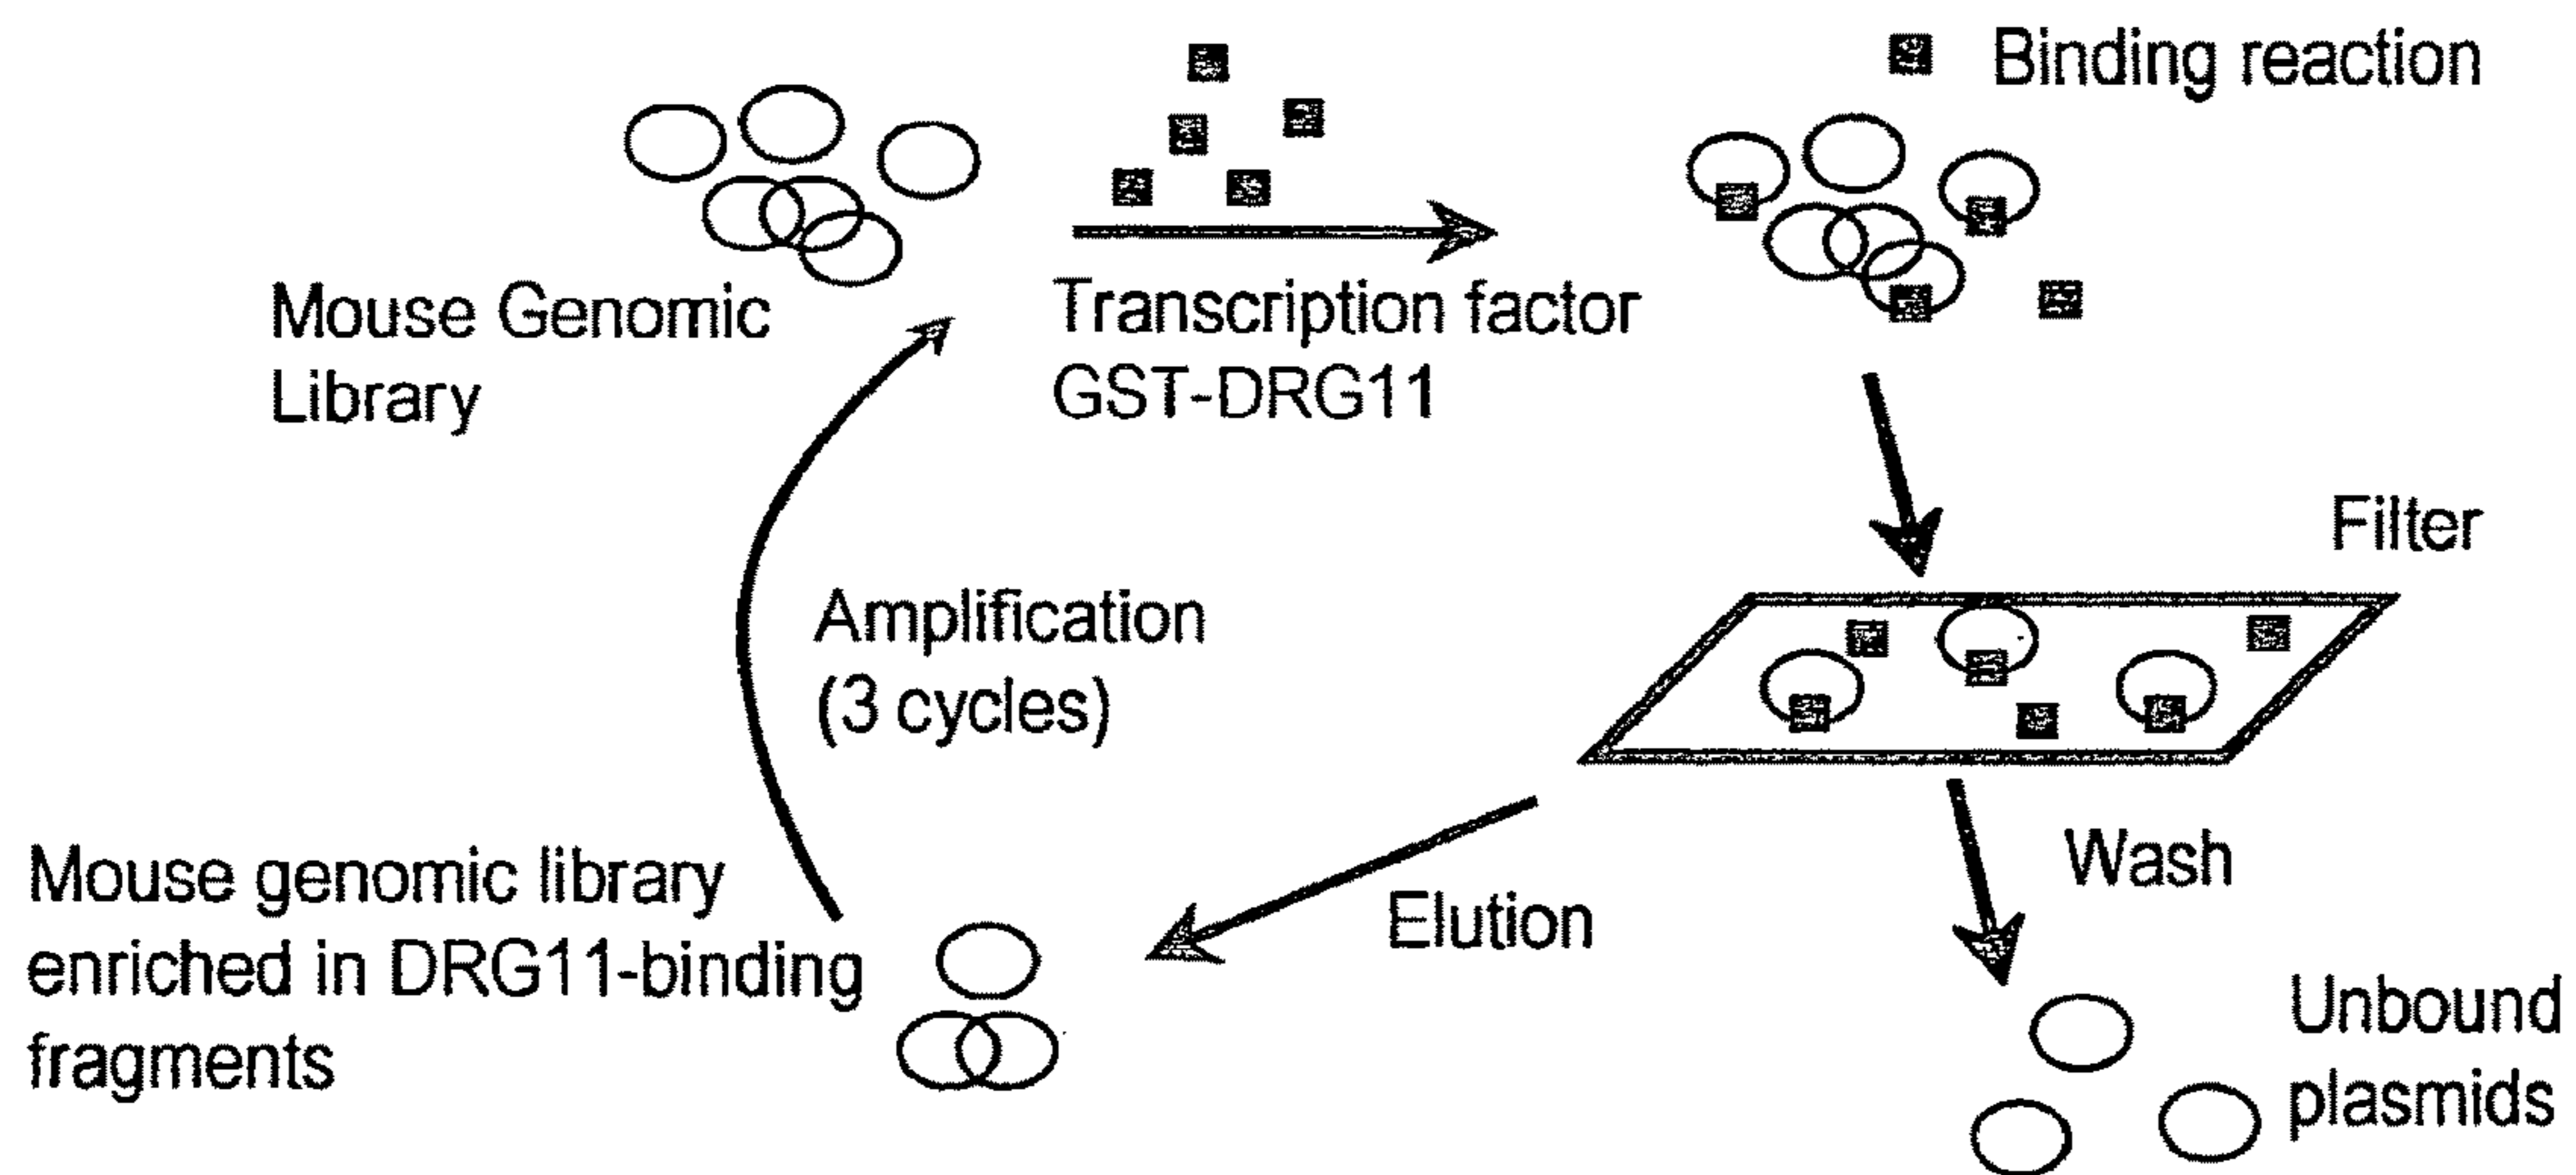 Binding reaction
Mouse Genomic
Library
Transcription factor
GST-DRG11
Filter
Amplification
(3 cycles)
Wash
Elution
Mouse genomic library
enriched in DRG11-binding
fragments
Unbound
plasmids